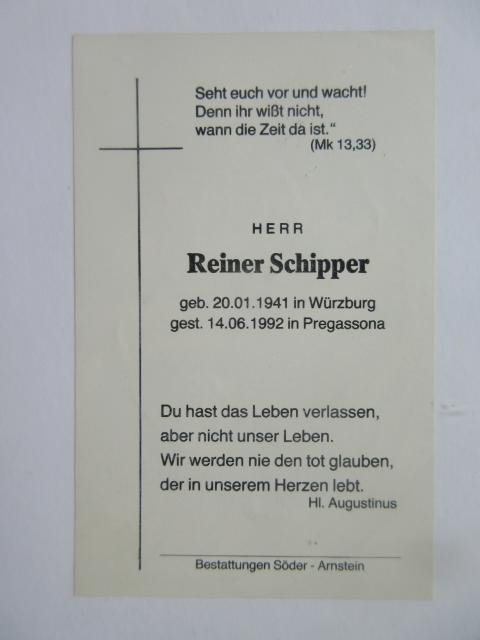 Seht euch vor und wacht!
Denn ihr wißt nicht,
wann die Zeit da ist.“
(Mk 13,33)
HERR
Reiner Schipper
geb. 20.01.1941 in Würzburg
gest. 14.06.1992 in Pregassona
Du hast das Leben verlassen,
aber nicht unser Leben.
Wir werden nie den tot glauben,
der in unserem Herzen lebt.
Hl. Augustinus
Bestattungen Söder - Arnstein